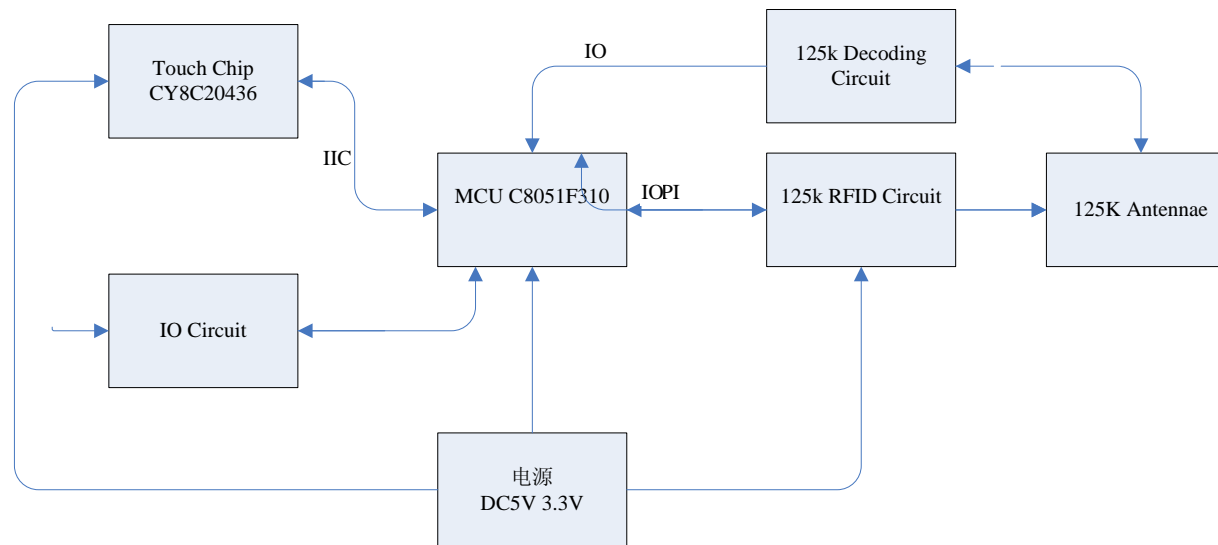 Touch Chip
CY8C20436
IO
125k Decoding
Circuit
IIC
MCU C8051F310
IOPI
125k RFID Circuit
125K Antennae
IO Circuit
电源
DC5V 3.3V